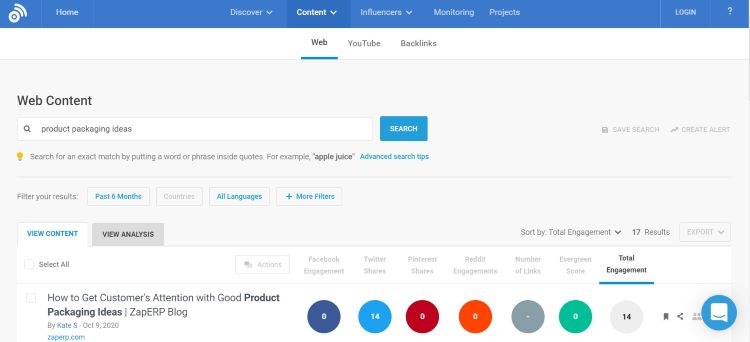 Home Discover Content Influencers Monitoring Projects LOGIN ?
Web YouTube Backlinks
Web Content
product packaging ideas SEARCH SAVE SEARCH CREATE ALERT
Search for an exact match by putting a word or phrase inside quotes. For example, "apple juice" Advanced search tips
Filter your results: Past 6 Months Countries All Languages + More Filters
VIEW CONTENT VIEW ANALYSIS Sort by: Total Engagement 17 Results EXPORT
Select All Actions Facebook Engagement Twitter Shares Pinterest Shares Reddit Engagements Number of Links Evergreen Score Total Engagement
How to Get Customer's Attention with Good Product
Packaging Ideas | ZapERP Blog
By Kate S - Oct 9, 2020
zaperp.com
0 14 0 0 - 0 14